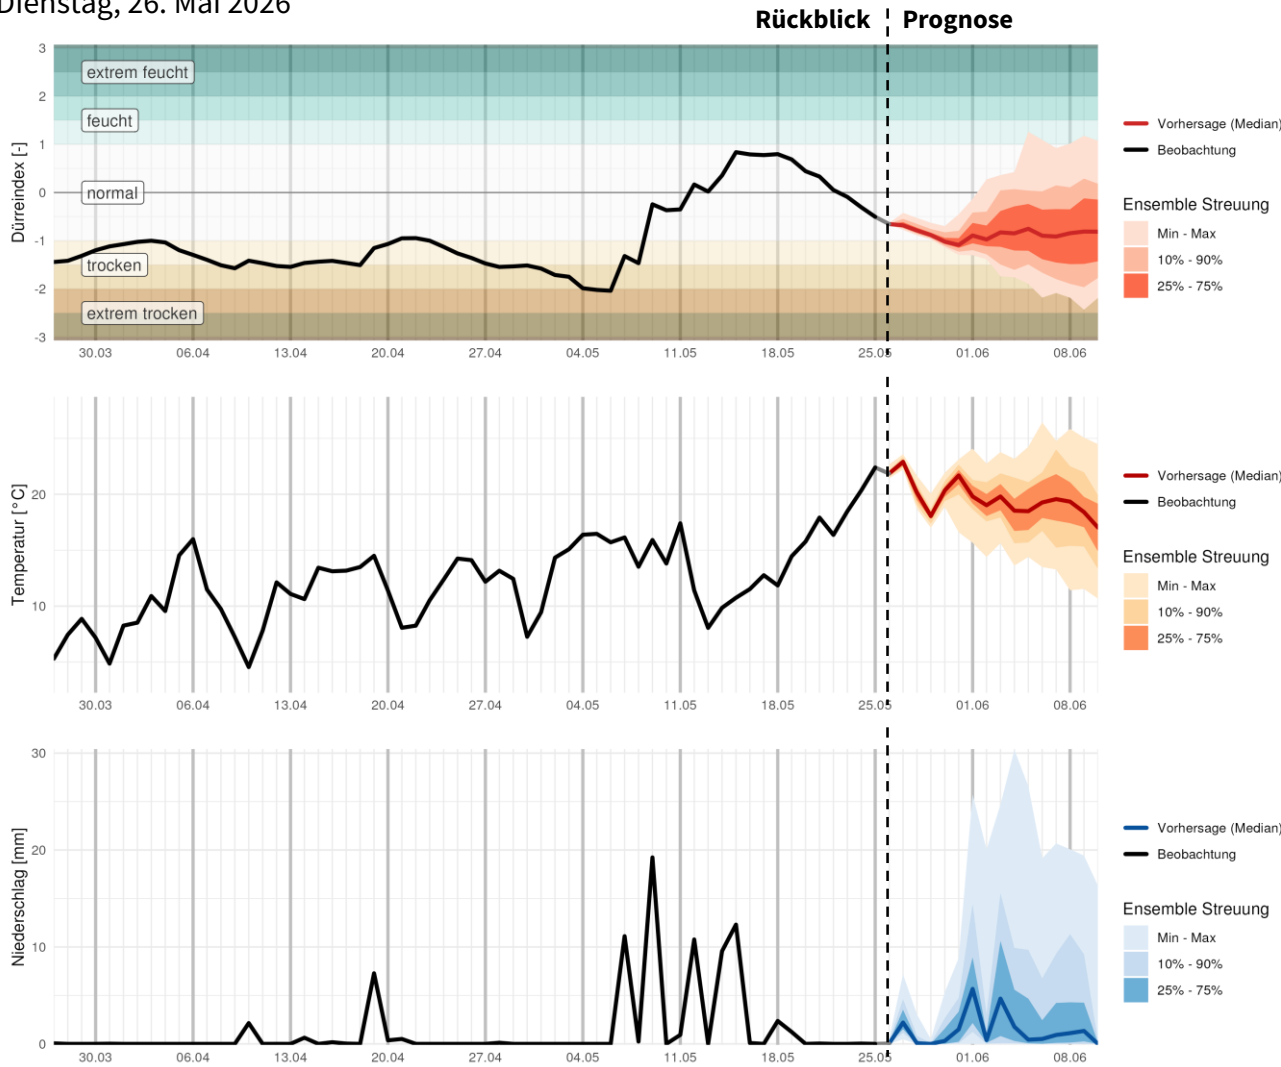 Dienstag, 26. Mai 2026
Rückblick Prognose
Dürreindex [-]
3
2
1
0
-1
-2
-3
extrem feucht
feucht
normal
trocken
extrem trocken
30.03 06.04 13.04 20.04 27.04 04.05 11.05 18.05 25.05 01.06 08.06
Vorhersage (Median)
Beobachtung
Ensemble Streuung
Min - Max
10% - 90%
25% - 75%
Temperatur [°C]
20
10
30.03 06.04 13.04 20.04 27.04 04.05 11.05 18.05 25.05 01.06 08.06
Vorhersage (Median)
Beobachtung
Ensemble Streuung
Min - Max
10% - 90%
25% - 75%
Niederschlag [mm]
30
20
10
0
30.03 06.04 13.04 20.04 27.04 04.05 11.05 18.05 25.05 01.06 08.06
Vorhersage (Median)
Beobachtung
Ensemble Streuung
Min - Max
10% - 90%
25% - 75%